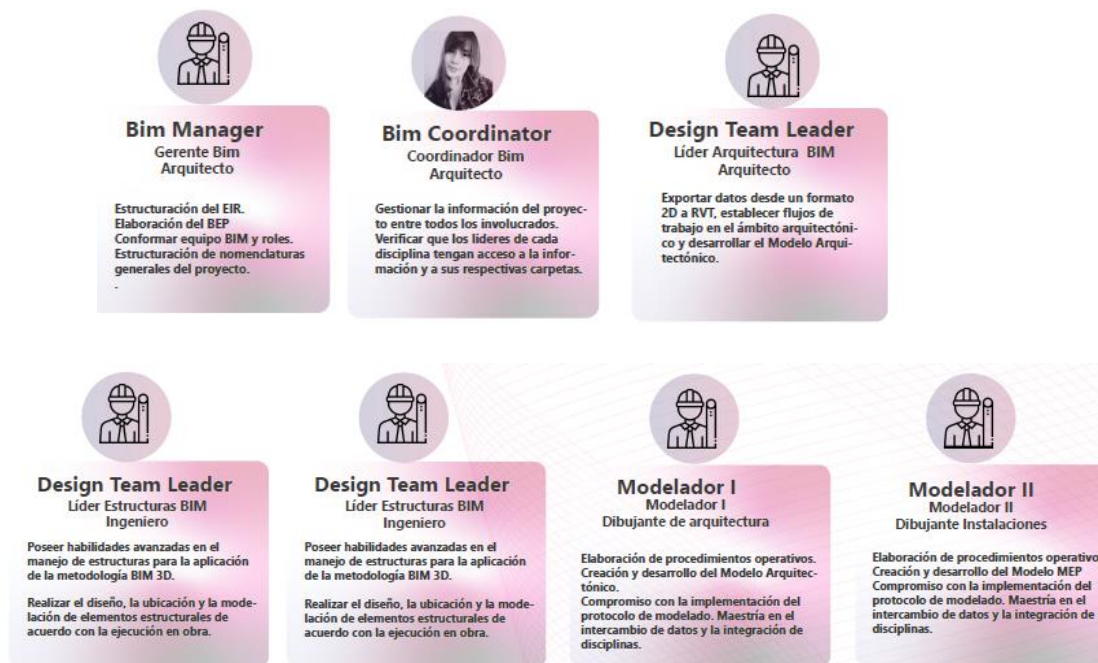 Bim Manager
Gerente Bim
Arquitecto
Estructuración del EIR.
Elaboración del BEP
Conformar equipo BIM y roles.
Estructuración de nomenclaturas
generales del proyecto.
.
Bim Coordinator
Coordinador Bim
Arquitecto
Gestionar la información del proyec-
to entre todos los involucrados.
Verificar que los lideres de cada
disciplina tengan acceso a la infor-
mación y a sus respectivas carpetas.
Design Team Leader
Líder Arquitectura BIM
Arquitecto
Exportar datos desde un formato
2D a RVT, establecer flujos de
trabajo en el ámbito arquitectóni-
co y desarrollar el Modelo Arqui-
tectónico.
Design Team Leader
Líder Estructuras BIM
Ingeniero
Poseer habilidades avanzadas en el
manejo de estructuras para la aplicación
de la metodología BIM 3D.
Realizar el diseño, la ubicación y la mode-
lación de elementos estructurales de
acuerdo con la ejecución en obra.
Design Team Leader
Líder Estructuras BIM
Ingeniero
Poseer habilidades avanzadas en el
manejo de estructuras para la aplicación
de la metodología BIM 3D.
Realizar el diseño, la ubicación y la mode-
lación de elementos estructurales de
acuerdo con la ejecución en obra.
Modelador I
Modelador I
Dibujante de arquitectura
Elaboración de procedimientos operativos.
Creación y desarrollo del Modelo Arquitec-
tónico.
Compromiso con la implementación del
protocolo de modelado. Maestría en el
intercambio de datos y la integración de
disciplinas.
Modelador II
Modelador II
Dibujante Instalaciones
Elaboración de procedimientos operativo
Creación y desarrollo del Modelo MEP
Compromiso con la implementación del
protocolo de modelado. Maestría en el
intercambio de datos y la integración de
disciplinas.